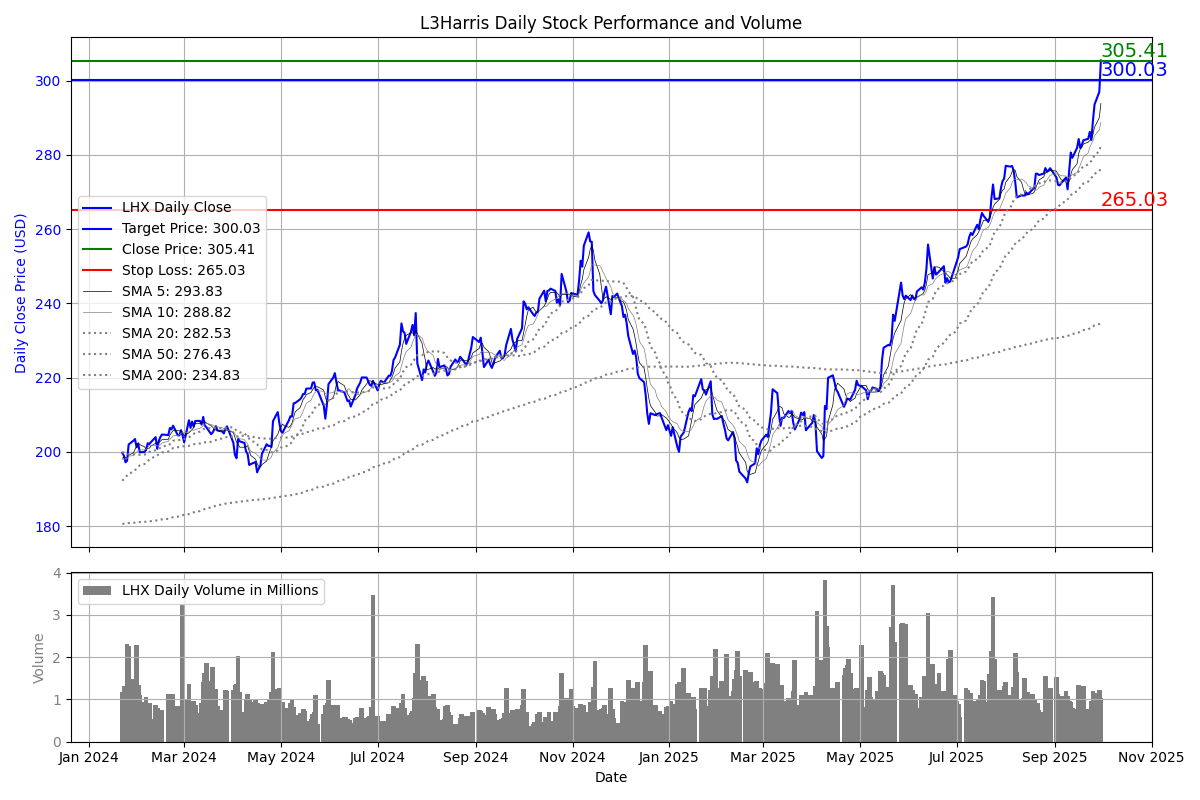 L3Harris Daily Stock Performance and Volume
305.41
300.03
300
280
265.03
260
240
220
200
180
Daily Close Price (USD)
LHX Daily Close
Target Price: 300.03
Close Price: 305.41
Stop Loss: 265.03
SMA 5: 293.83
SMA 10: 288.82
SMA 20: 282.53
SMA 50: 276.43
SMA 200: 234.83
4
3
2
1
0
Volume
LHX Daily Volume in Millions
Jan 2024 Mar 2024 May 2024 Jul 2024 Sep 2024 Nov 2024 Jan 2025 Mar 2025 May 2025 Jul 2025 Sep 2025 Nov 2025
Date